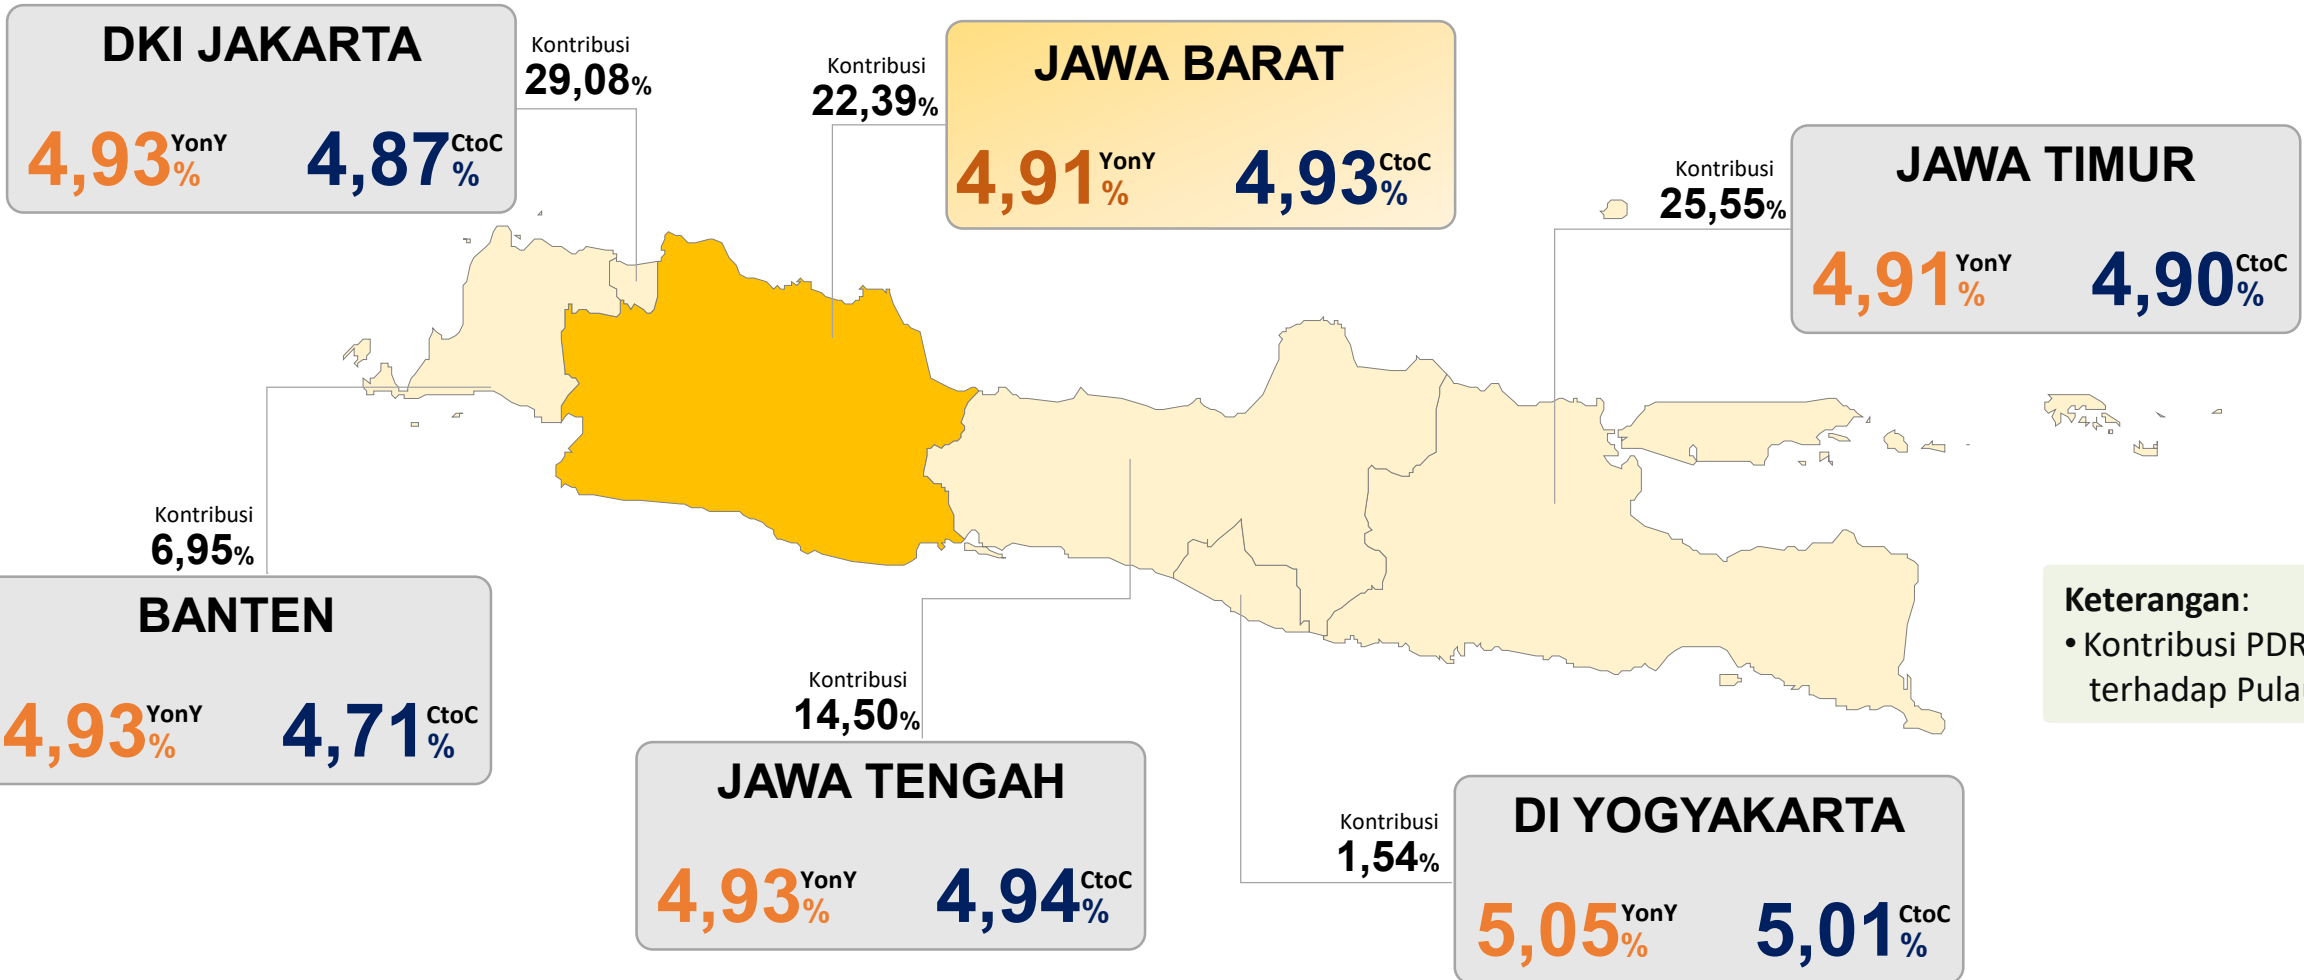 DKI JAKARTA
4,93% YonY 4,87% CtoC
Kontribusi
29,08%
Kontribusi
22,39%
JAWA BARAT
4,91% YonY 4,93% CtoC
Kontribusi
25,55%
JAWA TIMUR
4,91% YonY 4,90% CtoC
Kontribusi
6,95%
BANTEN
4,93% YonY 4,71% CtoC
Kontribusi
14,50%
JAWA TENGAH
4,93% YonY 4,94% CtoC
Kontribusi
1,54%
DI YOGYAKARTA
5,05% YonY 5,01% CtoC
Keterangan:
• Kontribusi
terhadap